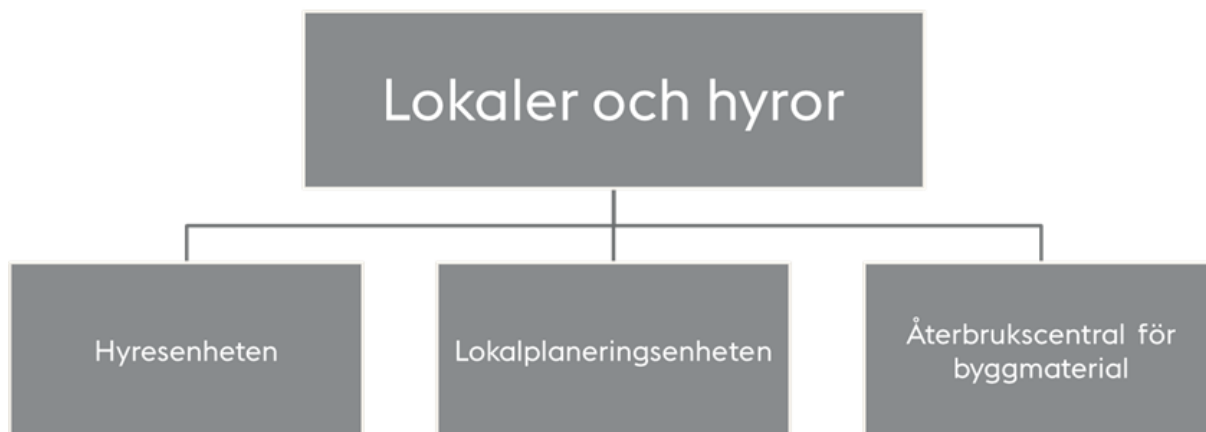 Lokaler och hyror
Hyresenheten
Lokalplaneringsenheten
Återbrukscentral för
byggmaterial